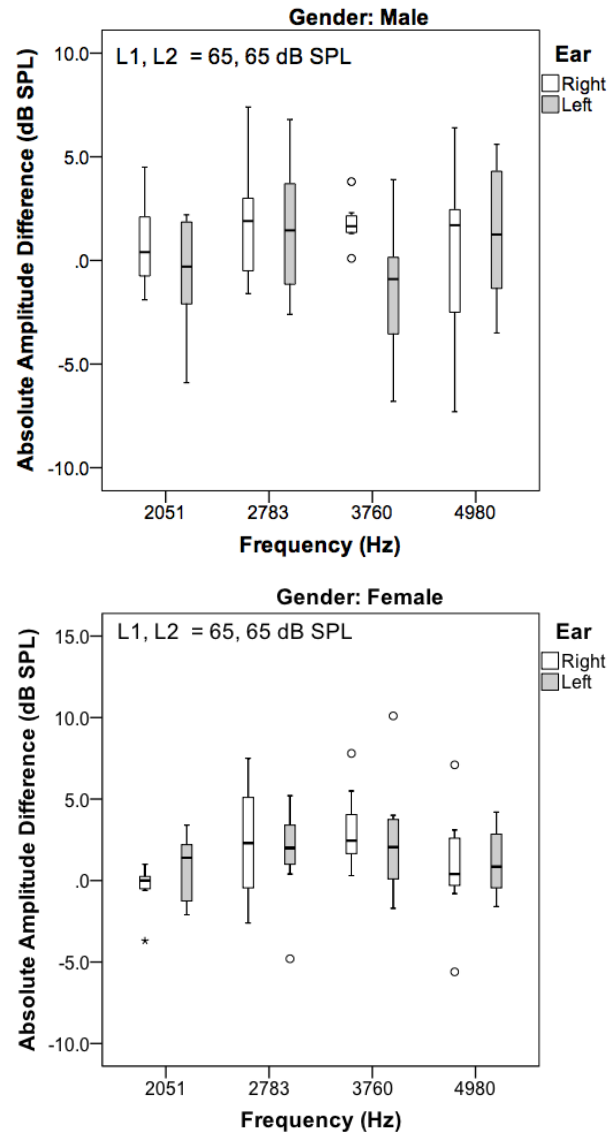 Gender: Male
L1, L2 = 65, 65 dB SPL
Ear
Right
Left
Absolute Amplitude Difference (dB SPL)
10.0
5.0
.0
-5.0
-10.0
2051 2783 3760 4980
Frequency (Hz)
Gender: Female
L1, L2 = 65, 65 dB SPL
Ear
Right
Left
Absolute Amplitude Difference (dB SPL)
15.0
10.0
5.0
.0
-5.0
-10.0
2051 2783 3760 4980
Frequency (Hz)